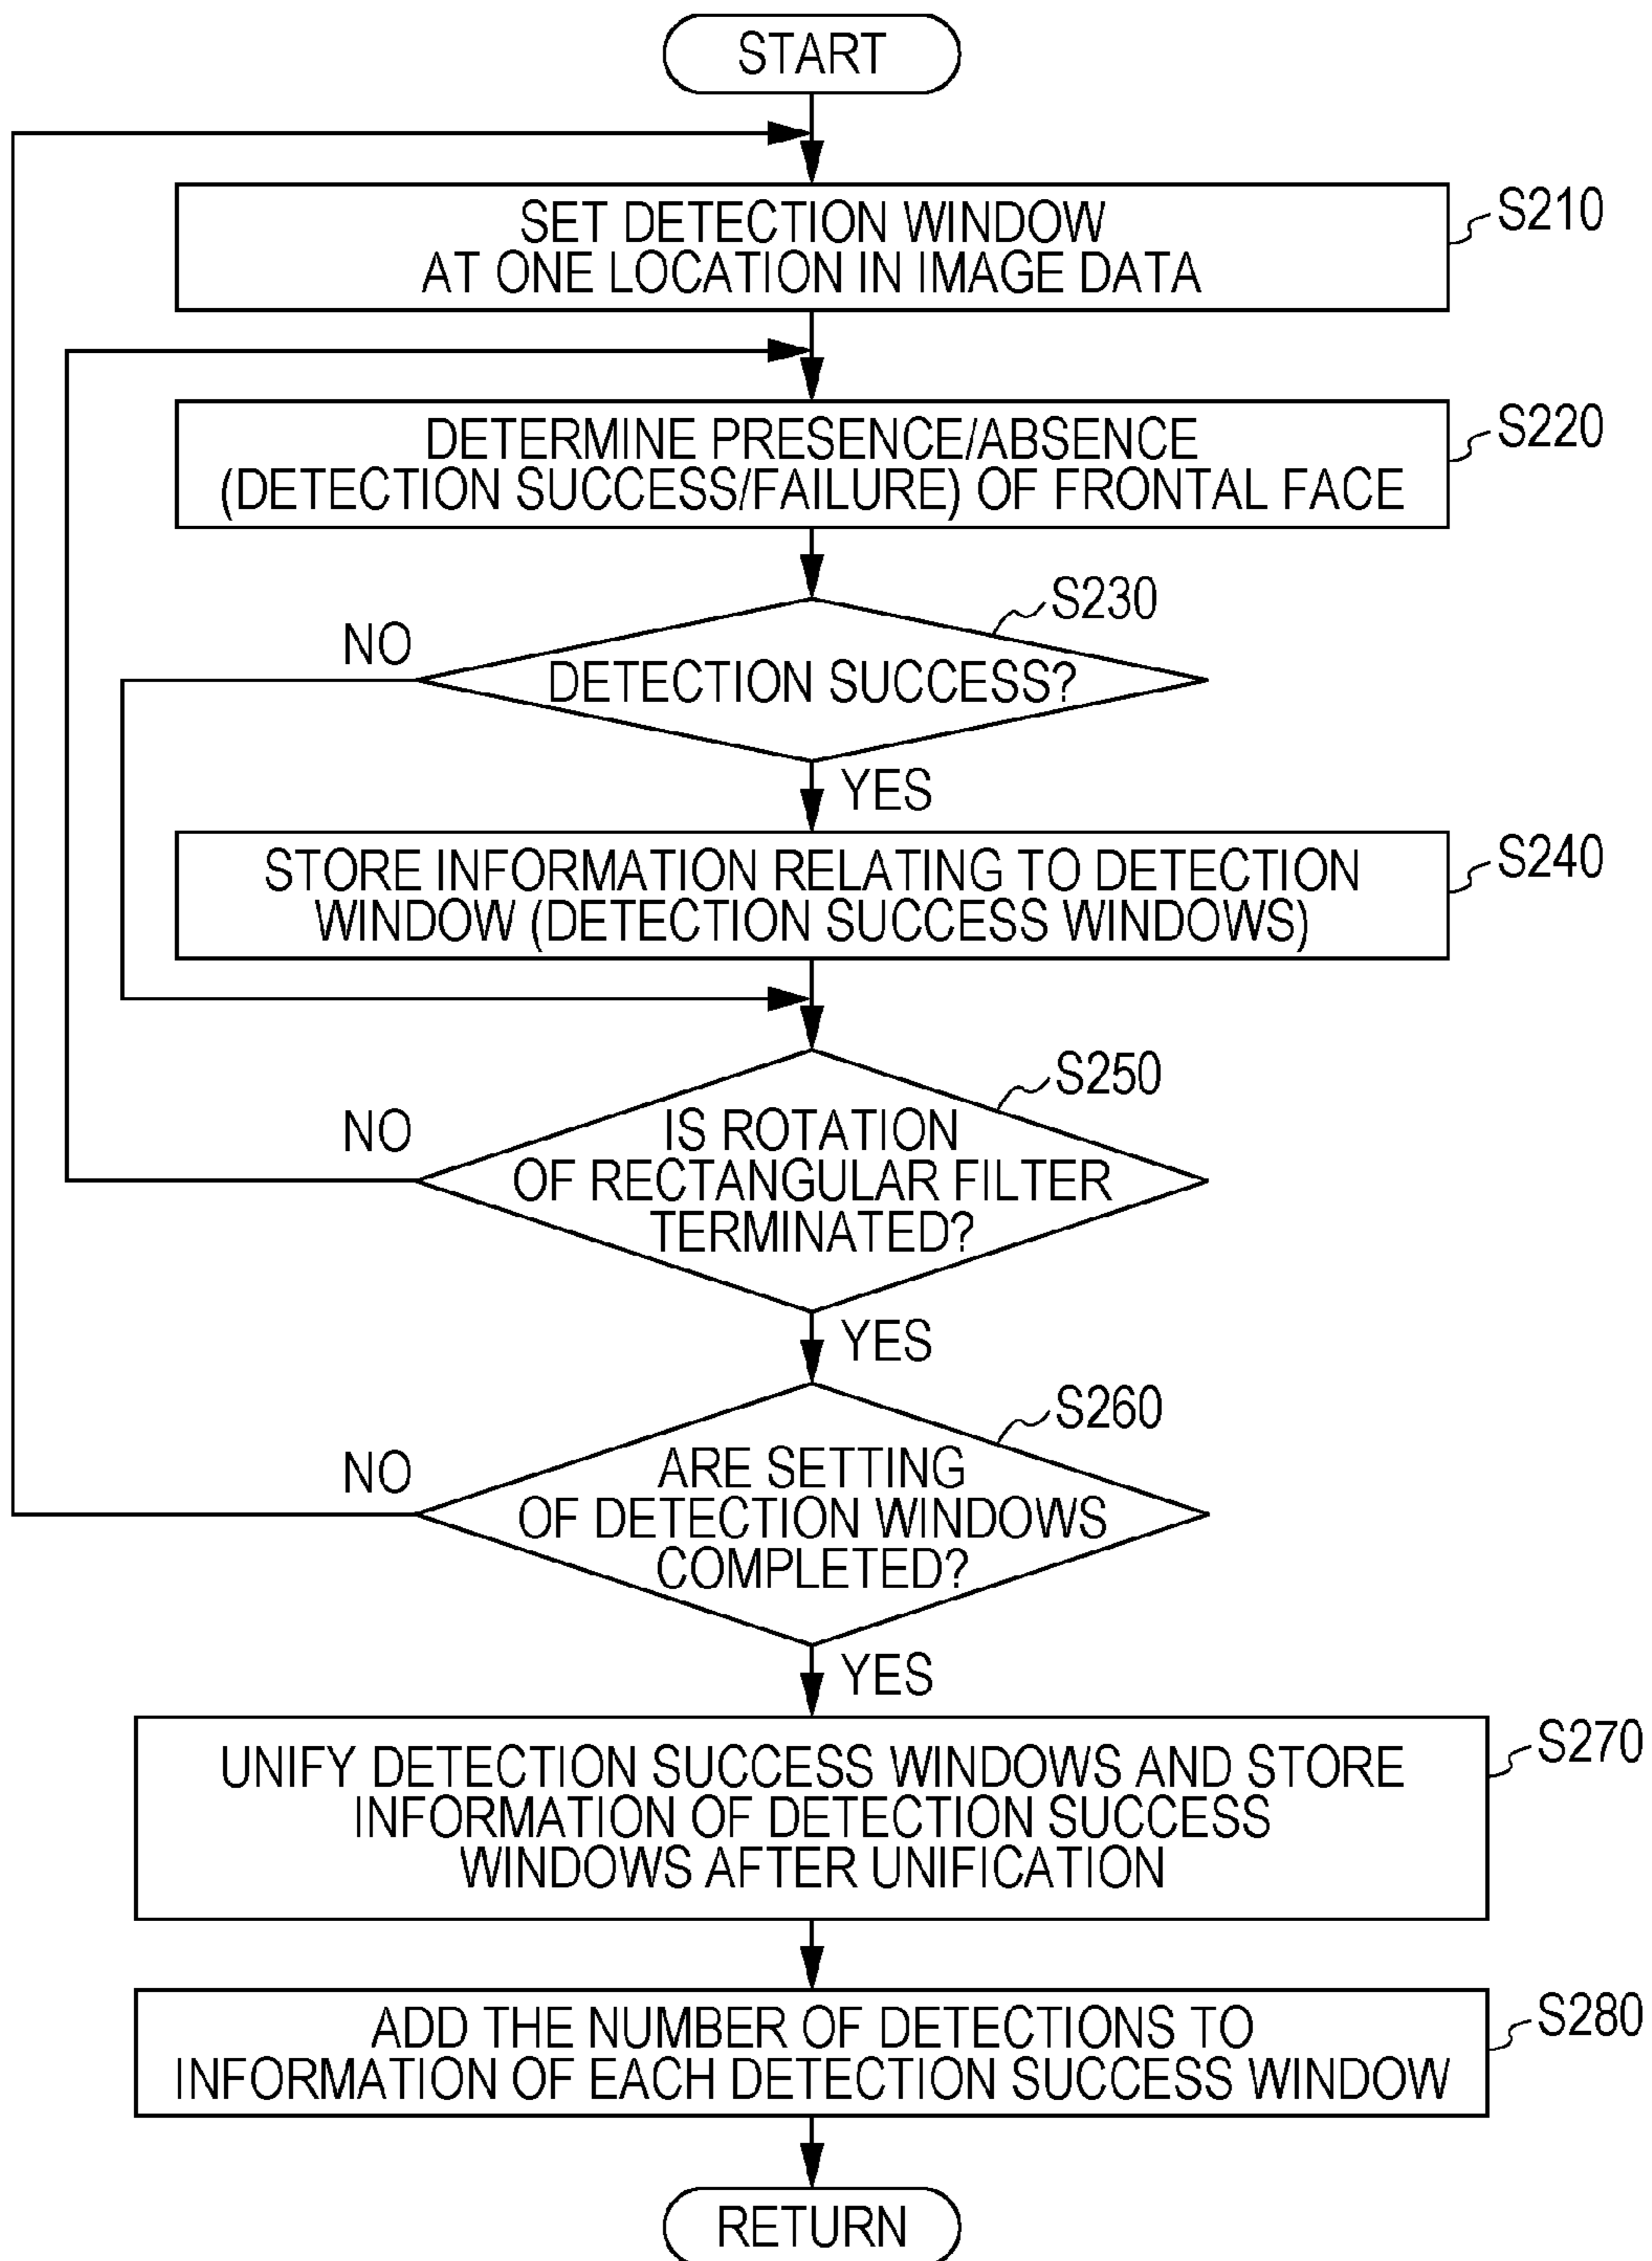 START
SET DETECTION WINDOW
AT ONE LOCATION IN IMAGE DATA
S210
DETERMINE PRESENCE/ABSENCE
(DETECTION SUCCESS/FAILURE) OF FRONTAL FACE
S220
S230
NO
DETECTION SUCCESS?
YES
STORE INFORMATION RELATING TO DETECTION
WINDOW (DETECTION SUCCESS WINDOWS)
S240
S250
NO
IS ROTATION
OF RECTANGULAR FILTER
TERMINATED?
YES
S260
NO
ARE SETTING
OF DETECTION WINDOWS
COMPLETED?
YES
UNIFY DETECTION SUCCESS WINDOWS AND STORE
INFORMATION OF DETECTION SUCCESS
WINDOWS AFTER UNIFICATION
S270
ADD THE NUMBER OF DETECTIONS TO
INFORMATION OF EACH DETECTION SUCCESS WINDOW
S280
RETURN